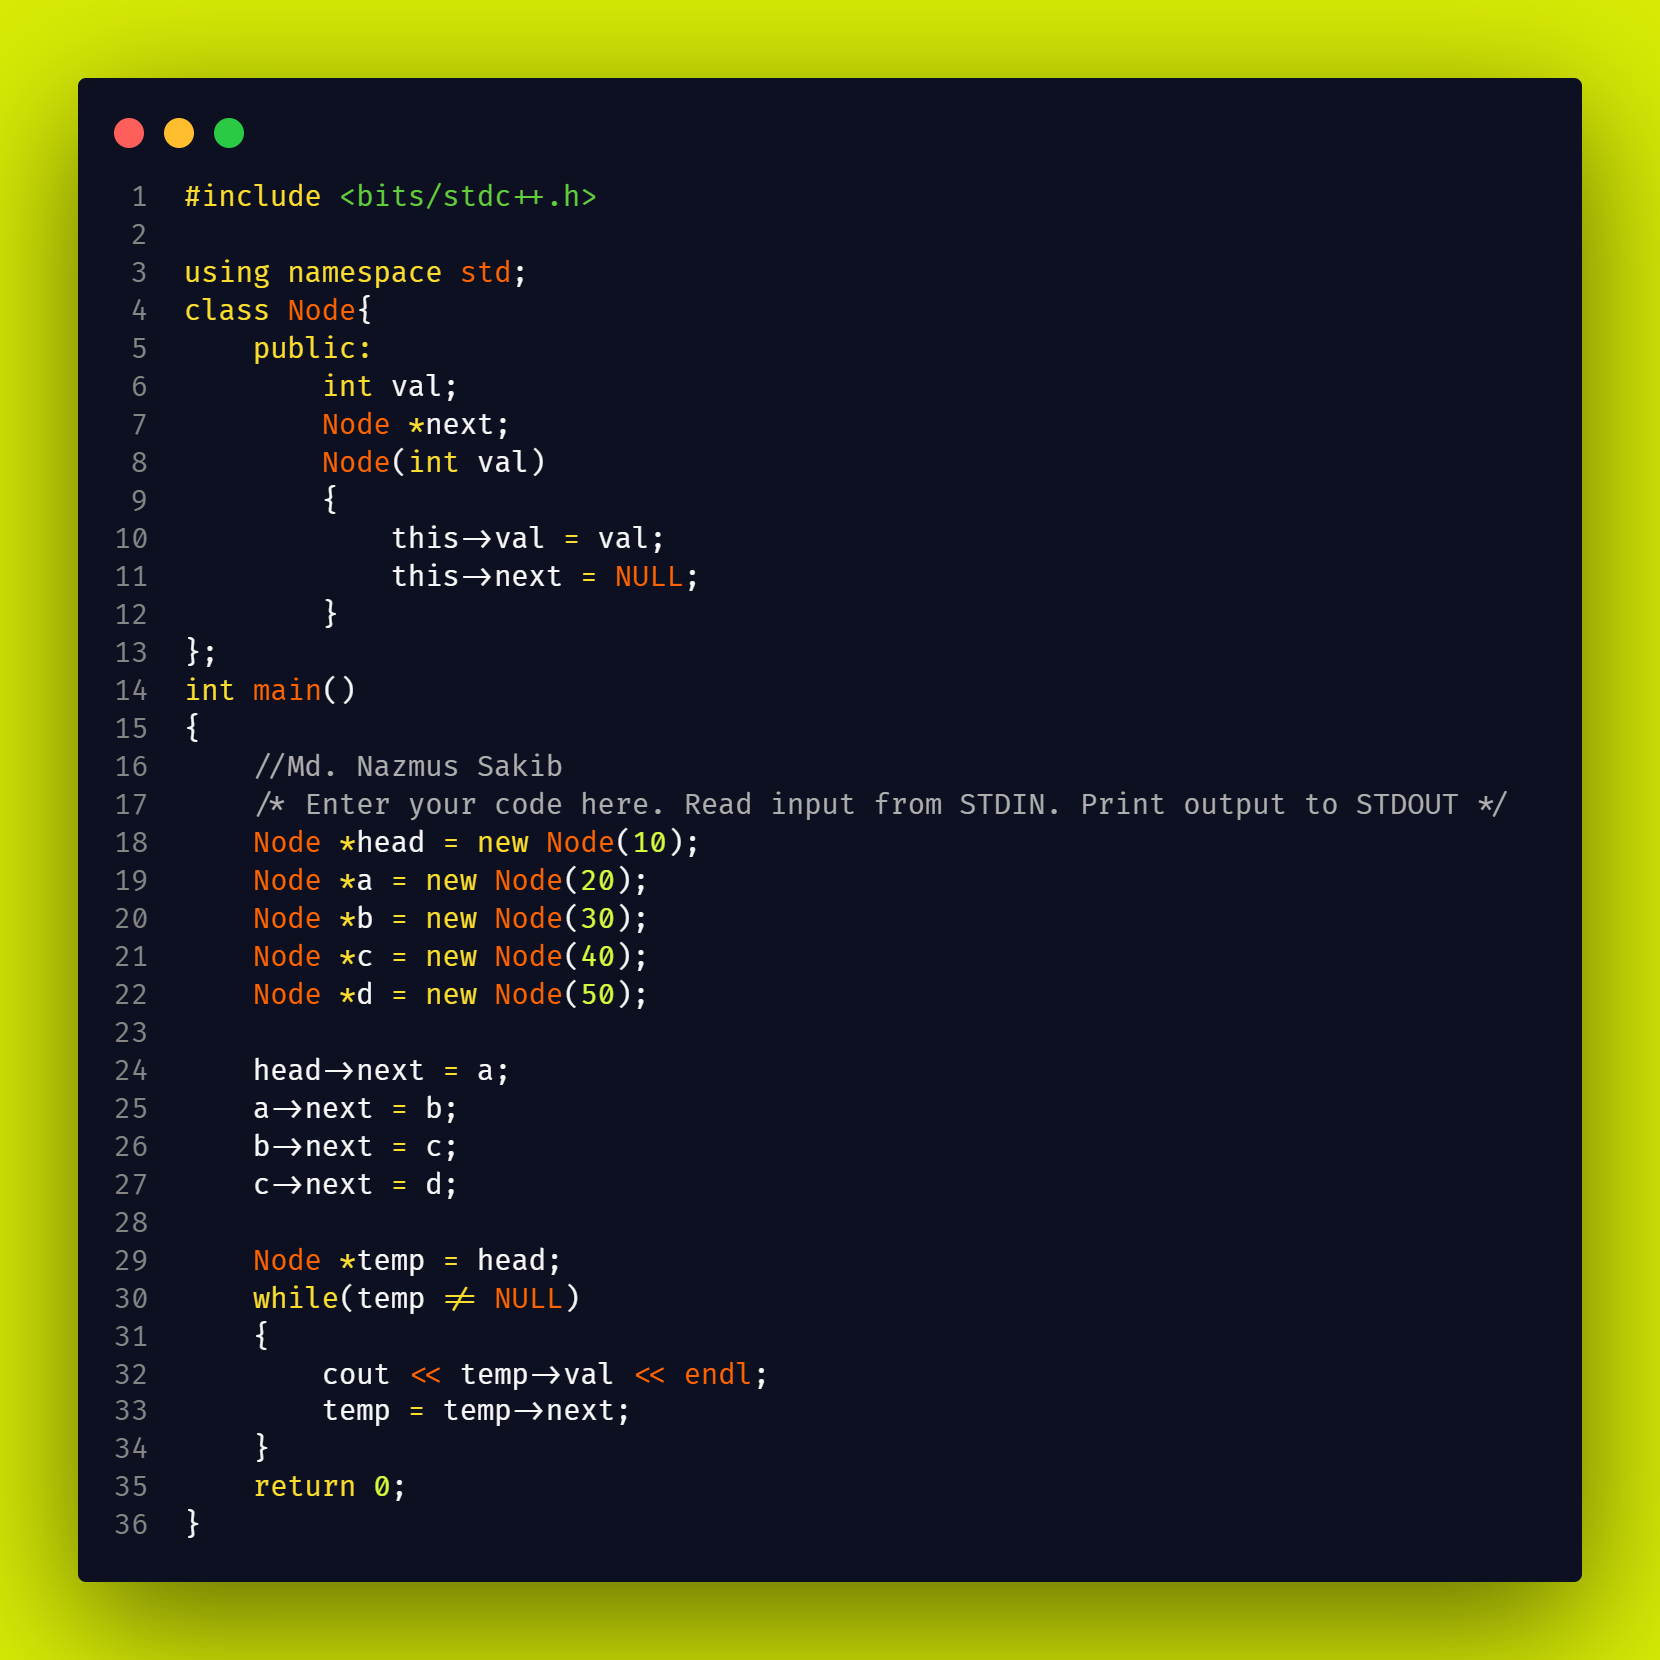 1 #include <bits/stdc++.h>
2
3 using namespace std;
4 class Node{
5     public:
6         int val;
7         Node *next;
8         Node(int val)
9         {
10             this->val = val;
11             this->next = NULL;
12         }
13 };
14 int main()
15 {
16     //Md. Nazmus Sakib
17     /* Enter your code here. Read input from STDIN. Print output to STDOUT */
18     Node *head = new Node(10);
19     Node *a = new Node(20);
20     Node *b = new Node(30);
21     Node *c = new Node(40);
22     Node *d = new Node(50);
23
24     head->next = a;
25     a->next = b;
26     b->next = c;
27     c->next = d;
28
29     Node *temp = head;
30     while(temp != NULL)
31     {
32         cout << temp->val << endl;
33         temp = temp->next;
34     }
35     return 0;
36 }